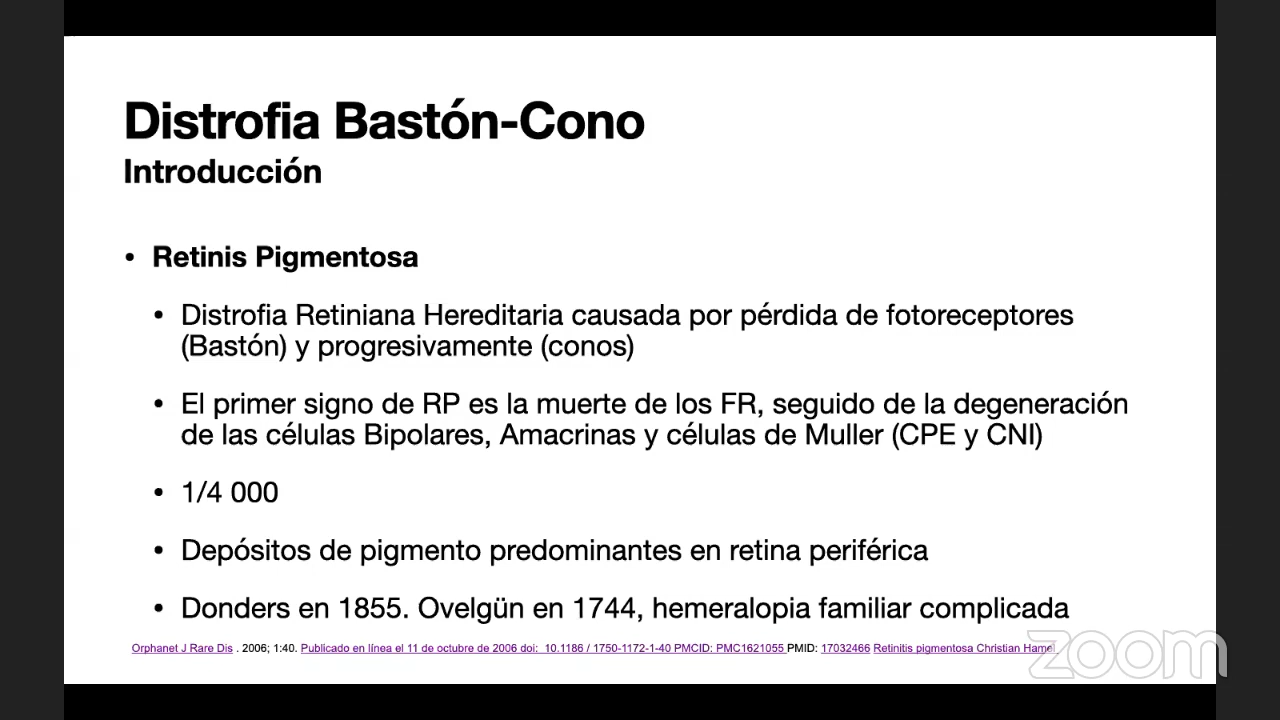 Distrofia Bastón-Cono
Introducción
• Retinis Pigmentosa
• Distrofia Retiniana Hereditaria causada por pérdida de fotoreceptores
(Bastón) y progresivamente (conos)
• El primer signo de RP es la muerte de los FR, seguido de la degeneración
de las células Bipolares, Amacrinas y células de Muller (CPE y CNI)
• 1/4 000
• Depósitos de pigmento predominantes en retina periférica
• Donders en 1855. Ovelgün en 1744, hemeralopia familiar complicada
Orphanet J Rare Dis . 2006; 1:40. Publicado en línea el 11 de octubre de 2006 doi: 10.1186 / 1750-1172-1-40 PMCID: PMC1621055 PMID: 17032466 Retinitis pigmentosa Christian Hamel
zoom